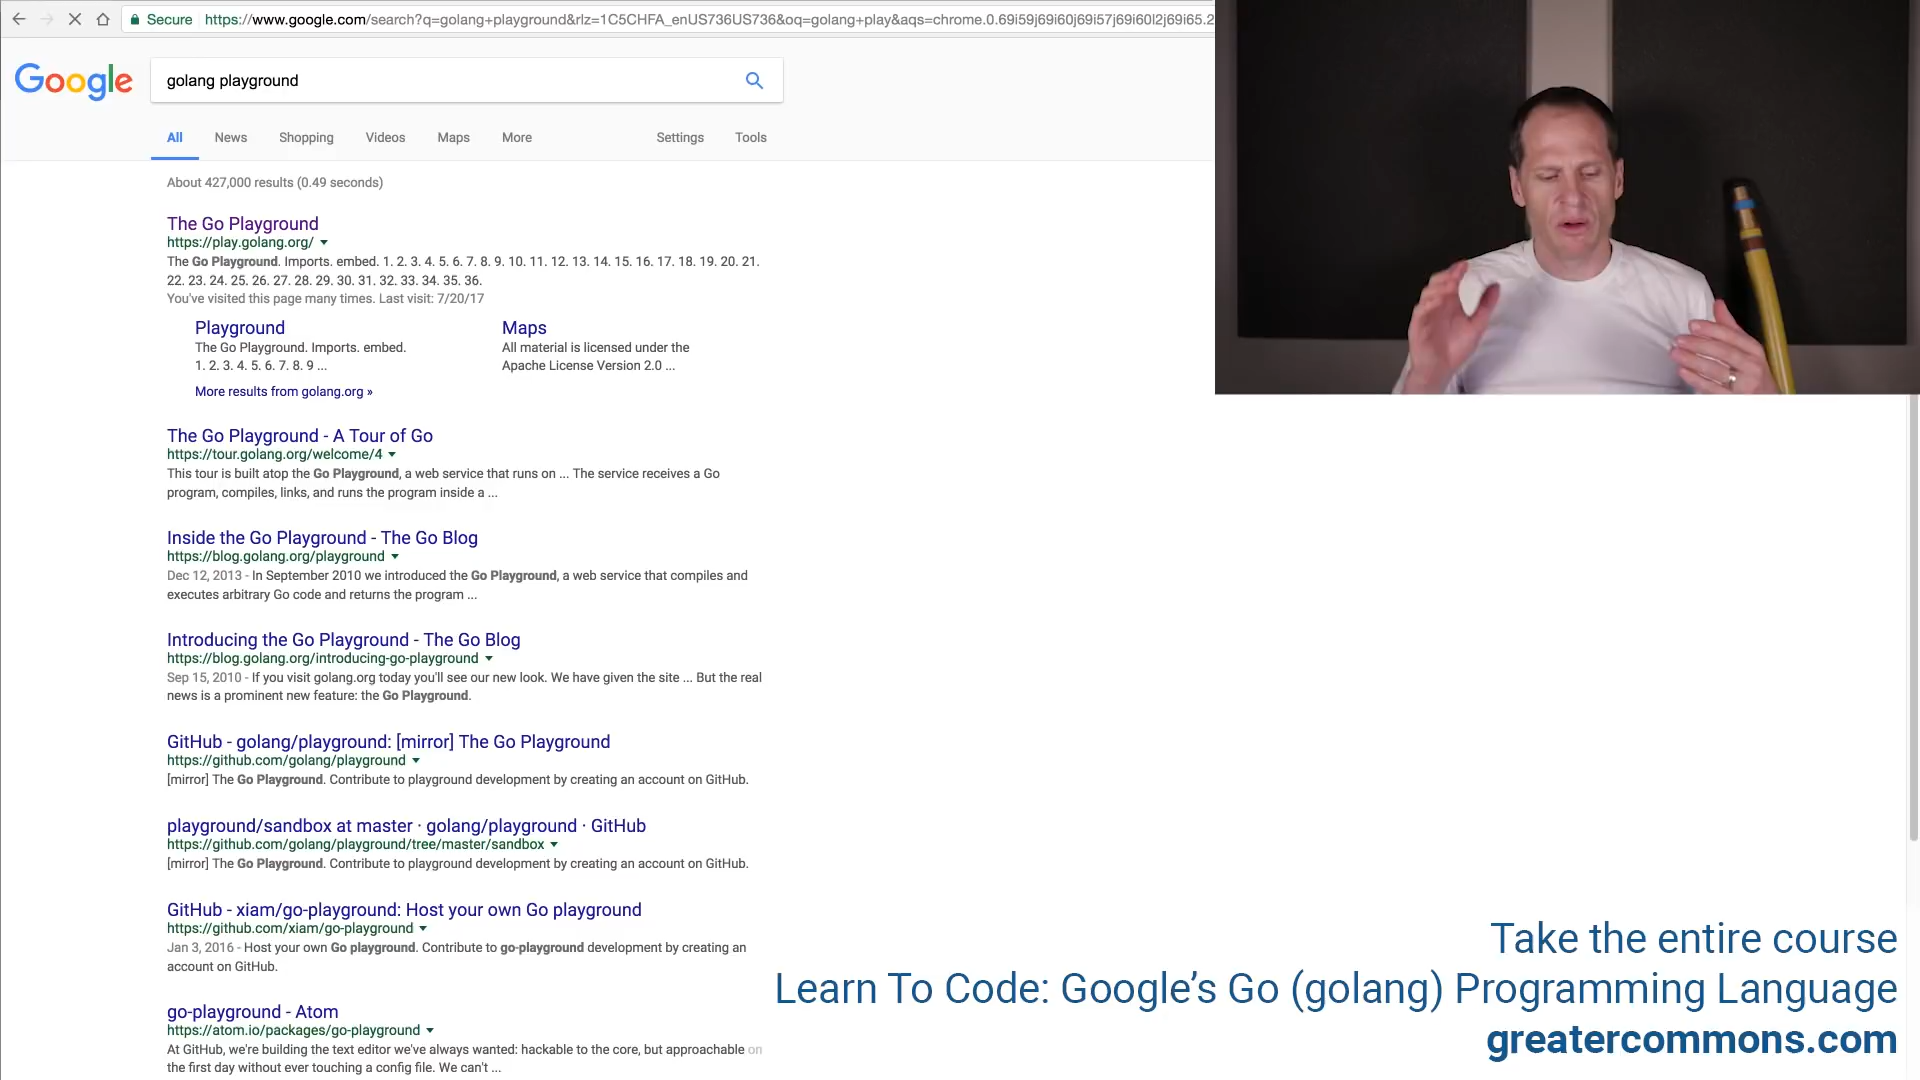 Secure https://www.google.com/search?q=golang+playground&rlz=1C5CHFA_enUS736US736&oq=golang+play&aqs=chrome.0.69i59j69i60j69i57j69i60l2j69i65.2
Google golang playground
All News Shopping Videos Maps More Settings Tools
About 427,000 results (0.49 seconds)
The Go Playground
https://play.golang.org/
The Go Playground. Imports. embed. 1. 2. 3. 4. 5. 6. 7. 8. 9. 10. 11. 12. 13. 14. 15. 16. 17. 18. 19. 20. 21.
22. 23. 24. 25. 26. 27. 28. 29. 30. 31. 32. 33. 34. 35. 36.
You've visited this page many times. Last visit: 7/20/17
Playground
The Go Playground. Imports. embed.
1. 2. 3. 4. 5. 6. 7. 8. 9 ...
Maps
All material is licensed under the
Apache License Version 2.0 ...
More results from golang.org »
The Go Playground - A Tour of Go
https://tour.golang.org/welcome/4
This tour is built atop the Go Playground, a web service that runs on ... The service receives a Go
program, compiles, links, and runs the program inside a ...
Inside the Go Playground - The Go Blog
https://blog.golang.org/playground
Dec 12, 2013 - In September 2010 we introduced the Go Playground, a web service that compiles and
executes arbitrary Go code and returns the program ...
Introducing the Go Playground - The Go Blog
https://blog.golang.org/introducing-go-playground
Sep 15, 2010 - If you visit golang.org today you'll see our new look. We have given the site ... But the real
news is a prominent new feature: the Go Playground.
GitHub - golang/playground: [mirror] The Go Playground
https://github.com/golang/playground
[mirror] The Go Playground. Contribute to playground development by creating an account on GitHub.
playground/sandbox at master · golang/playground · GitHub
https://github.com/golang/playground/tree/master/sandbox
[mirror] The Go Playground. Contribute to playground development by creating an account on GitHub.
GitHub - xiam/go-playground: Host your own Go playground
https://github.com/xiam/go-playground
Jan 3, 2016 - Host your own Go playground. Contribute to go-playground development by creating an
account on GitHub.
go-playground - Atom
https://atom.io/packages/go-playground
At GitHub, we're building the text editor we've always wanted: hackable to the core, but approachable on
the first day without ever touching a config file. We can't ...
Take the entire course
Learn To Code: Google's Go (golang) Programming Language
greatercommons.com